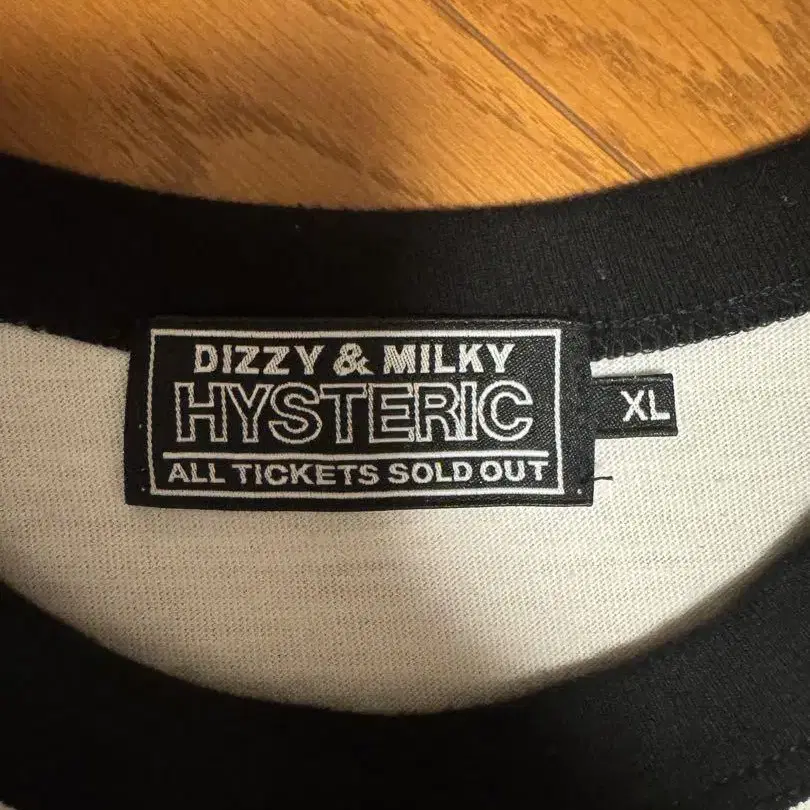 DIZZY & MILKY
HYSTERIC
ALL TICKETS SOLD OUT
XL